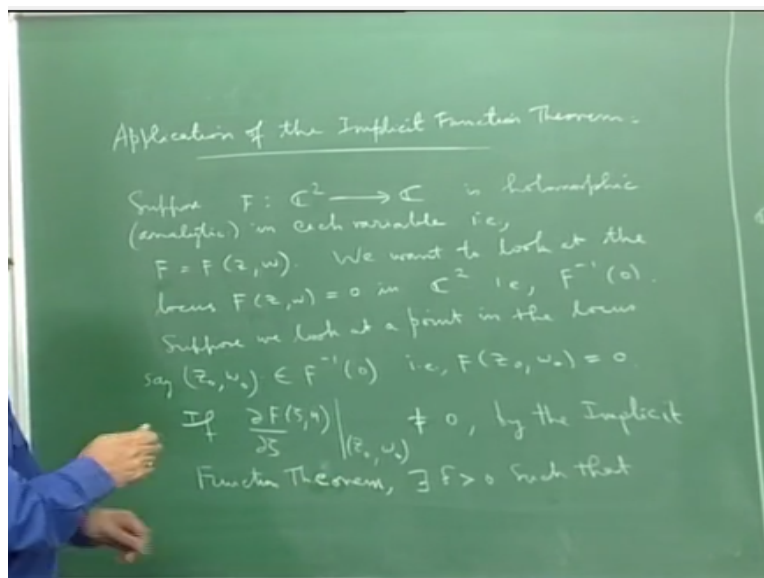 Application of the Implicit Function Theorem:
Suppose F: ℂ² ⟶ ℂ is holomorphic
(analytic) in each variable i.e,
F = F(z,w). We want to look at the
locus F(z,w) = 0 in ℂ² i.e, F⁻¹(0).
Suppose we look at a point in the locus
say (z₀,w₀) ∈ F⁻¹(0) i.e, F(z₀,w₀) = 0.
If ∂F(ζ,η)/∂ζ |(z₀,w₀) ≠ 0, by the Implicit
Function Theorem, ∃ δ > 0 such that